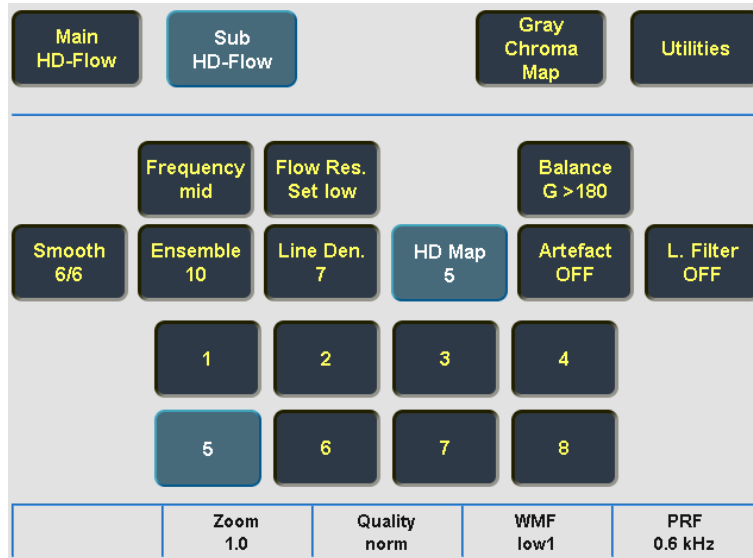 Main
HD-Flow
Sub
HD-Flow
Gray
Chroma
Map
Utilities
Frequency
mid
Flow Res.
Set low
Balance
G >180
Smooth
6/6
Ensemble
10
Line Den.
7
HD Map
5
Artefact
OFF
L. Filter
OFF
1
2
3
4
5
6
7
8
Zoom
1.0
Quality
norm
WMF
low1
PRF
0.6 kHz